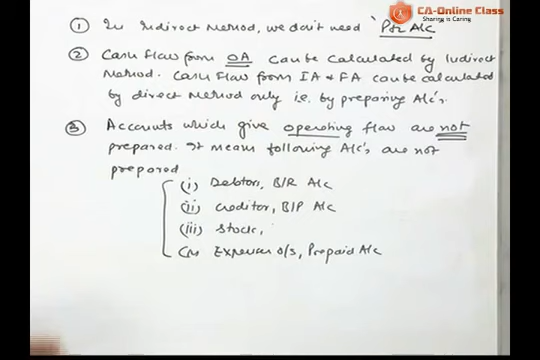 CA-Online Class
Sharing is Caring
① In Indirect Method, we don't need P&L A/c
② Cash flow from OA can be calculated by Indirect
Method. Cash flow from IA & FA can be calculated
by direct Method only i.e. by preparing A/c's.
③ Accounts which give operating flow are not
prepared. It means following A/c's are not
prepared.
(i) Debtors, B/R A/c
(ii) Creditor, B/P A/c
(iii) Stock,
(iv) Expenses o/s, Prepaid A/c